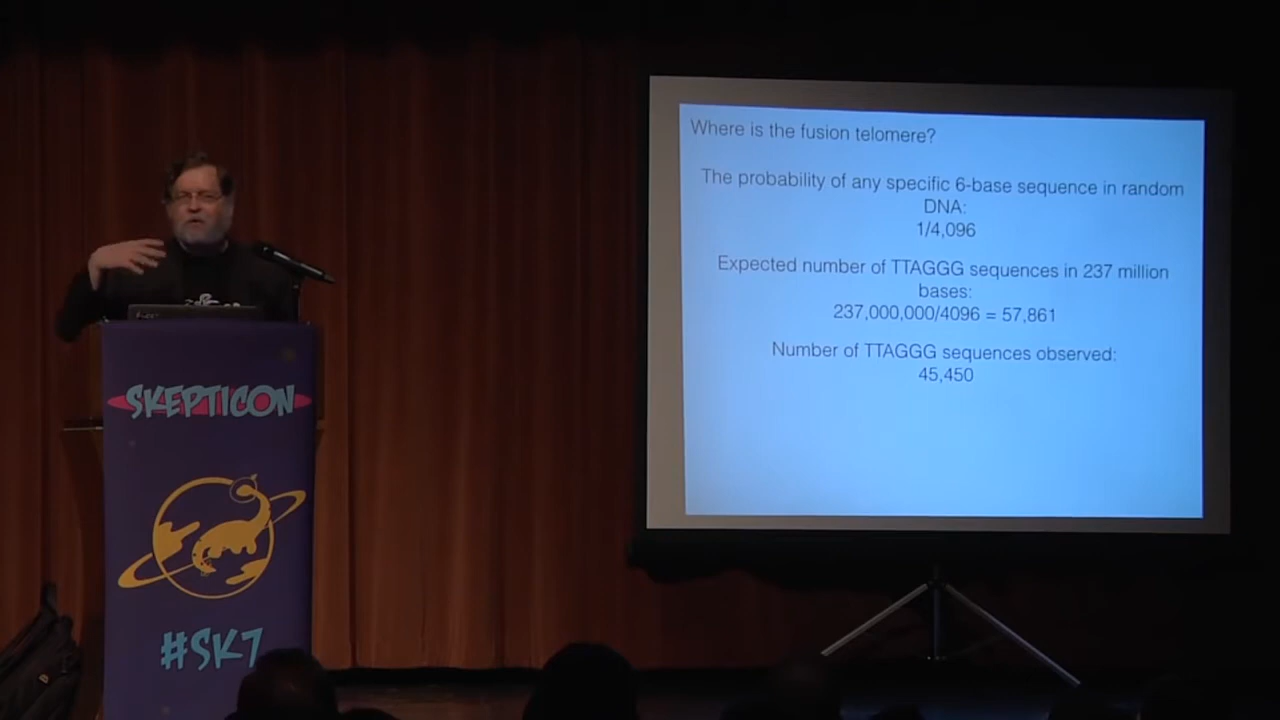 Where is the fusion telomere?
The probability of any specific 6-base sequence in random
DNA:
1/4,096
Expected number of TTAGGG sequences in 237 million
bases:
237,000,000/4096 = 57,861
Number of TTAGGG sequences observed:
45,450
SKEPTICON
#SK7